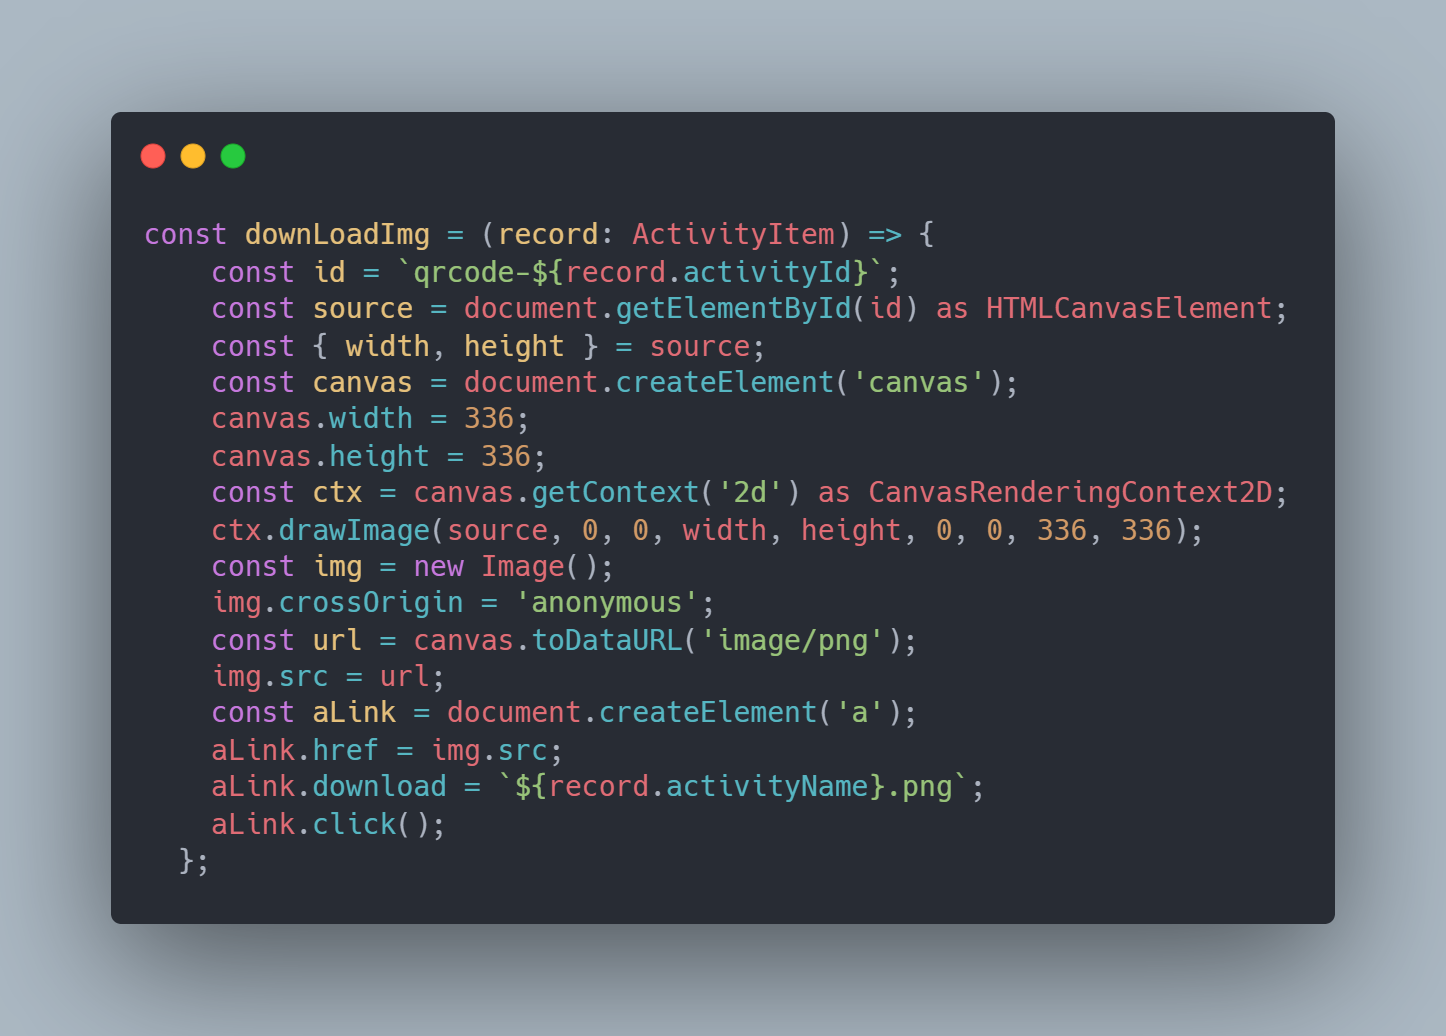 const downLoadImg = (record: ActivityItem) => {
    const id = `qrcode-${record.activityId}`;
    const source = document.getElementById(id) as HTMLCanvasElement;
    const { width, height } = source;
    const canvas = document.createElement('canvas');
    canvas.width = 336;
    canvas.height = 336;
    const ctx = canvas.getContext('2d') as CanvasRenderingContext2D;
    ctx.drawImage(source, 0, 0, width, height, 0, 0, 336, 336);
    const img = new Image();
    img.crossOrigin = 'anonymous';
    const url = canvas.toDataURL('image/png');
    img.src = url;
    const aLink = document.createElement('a');
    aLink.href = img.src;
    aLink.download = `${record.activityName}.png`;
    aLink.click();
  };